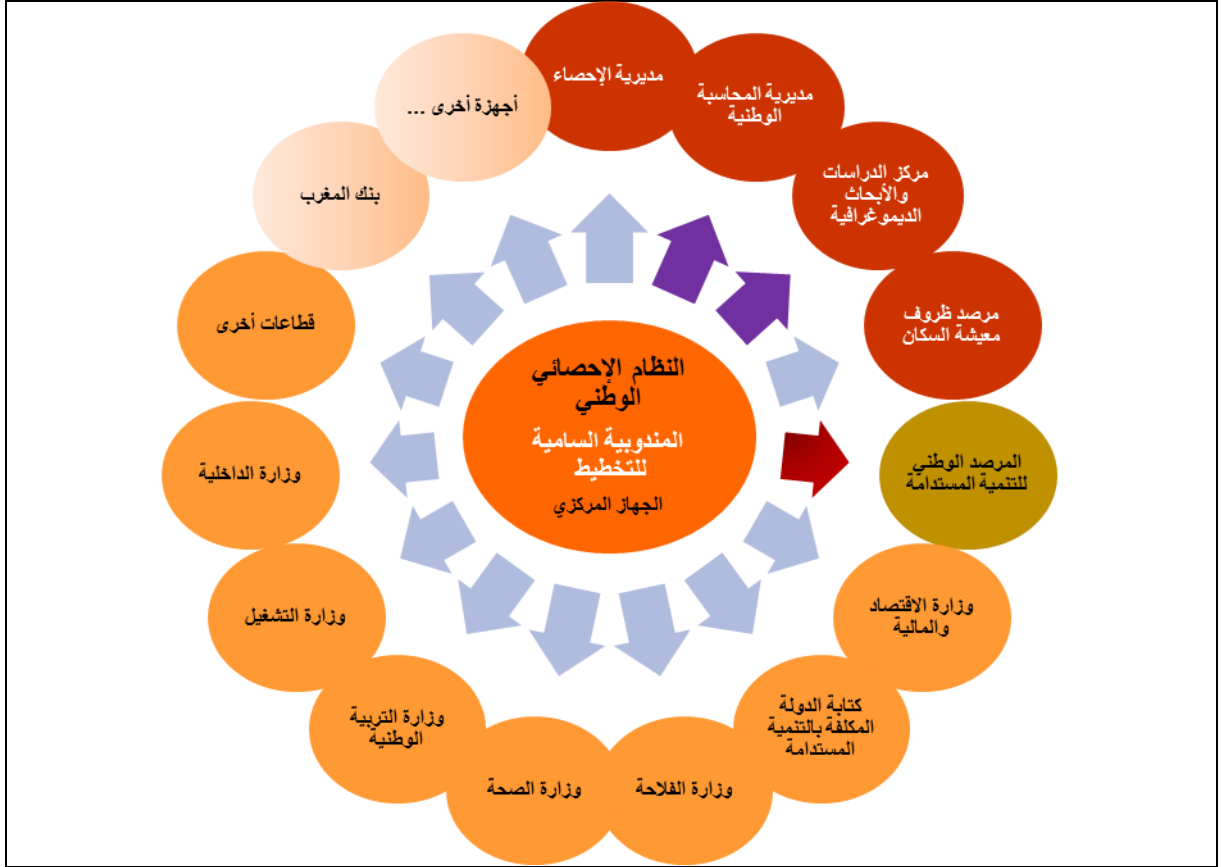 النظام الإحصائي
الوطني
المندوبية السامية
للتخطيط
الجهاز المركزي
مديرية الإحصاء
مديرية المحاسبة
الوطنية
مركز الدراسات
والأبحاث
الديموغرافية
مرصد ظروف
معيشة السكان
المرصد الوطني
للتنمية المستدامة
وزارة الاقتصاد
والمالية
كتابة الدولة
المكلفة بالتنمية
المستدامة
وزارة الفلاحة
وزارة الصحة
وزارة التربية
الوطنية
وزارة التشغيل
وزارة الداخلية
قطاعات أخرى
بنك المغرب
أجهزة أخرى ...